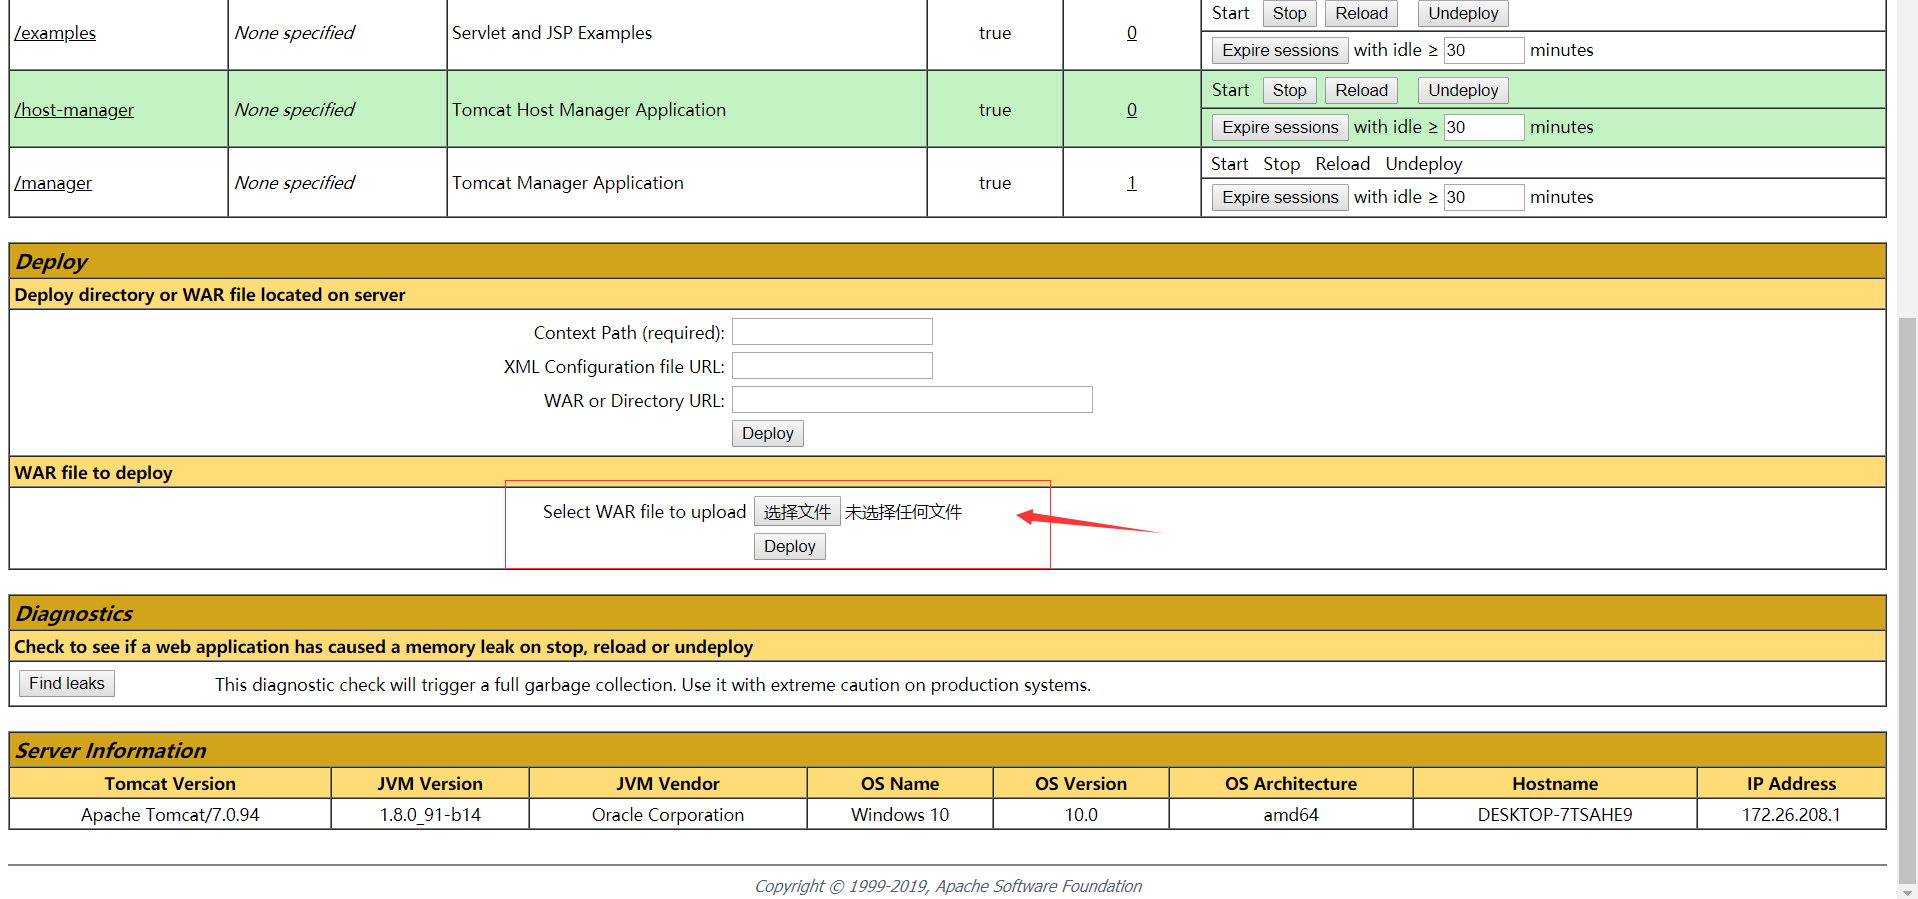 /examples None specified Servlet and JSP Examples true 0 Start Stop Reload Undeploy
Expire sessions with idle ≥ 30 minutes
/host-manager None specified Tomcat Host Manager Application true 0 Start Stop Reload Undeploy
Expire sessions with idle ≥ 30 minutes
/manager None specified Tomcat Manager Application true 1 Start Stop Reload Undeploy
Expire sessions with idle ≥ 30 minutes
Deploy
Deploy directory or WAR file located on server
Context Path (required):
XML Configuration file URL:
WAR or Directory URL:
Deploy
WAR file to deploy
Select WAR file to upload 选择文件 未选择任何文件
Deploy
Diagnostics
Check to see if a web application has caused a memory leak on stop, reload or undeploy
Find leaks This diagnostic check will trigger a full garbage collection. Use it with extreme caution on production systems.
Server Information
Tomcat Version JVM Version JVM Vendor OS Name OS Version OS Architecture Hostname IP Address
Apache Tomcat/7.0.94 1.8.0_91-b14 Oracle Corporation Windows 10 10.0 amd64 DESKTOP-7TSAHE9 172.26.208.1
Copyright © 1999-2019, Apache Software Foundation